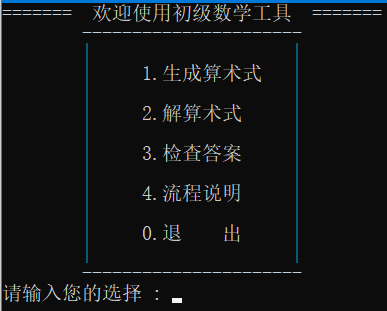 ======= 欢迎使用初级数学工具 =======
----------------------
1.生成算术式
2.解算术式
3.检查答案
4.流程说明
0.退　　出
----------------------
请输入您的选择 : _